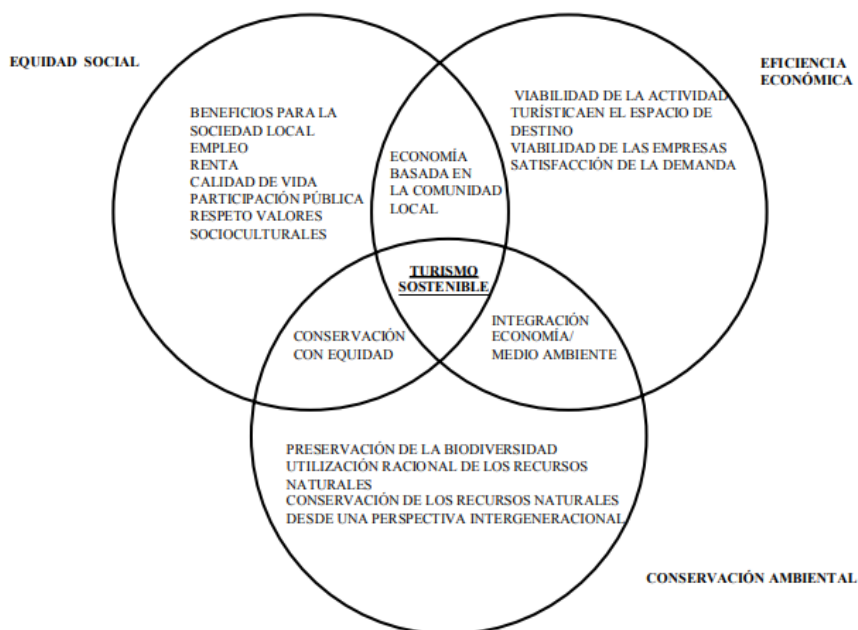 EQUIDAD SOCIAL
EFICIENCIA
ECONÓMICA
BENEFICIOS PARA LA
SOCIEDAD LOCAL
EMPLEO
RENTA
CALIDAD DE VIDA
PARTICIPACIÓN PÚBLICA
RESPETO VALORES
SOCIOCULTURALES
ECONOMÍA
BASADA EN
LA COMUNIDAD
LOCAL
VIABILIDAD DE LA ACTIVIDAD
TURÍSTICAEN EL ESPACIO DE
DESTINO
VIABILIDAD DE LAS EMPRESAS
SATISFACCIÓN DE LA DEMANDA
TURISMO
SOSTENIBLE
CONSERVACIÓN
CON EQUIDAD
INTEGRACIÓN
ECONOMÍA/
MEDIO AMBIENTE
PRESERVACIÓN DE LA BIODIVERSIDAD
UTILIZACIÓN RACIONAL DE LOS RECURSOS
NATURALES
CONSERVACIÓN DE LOS RECURSOS NATURALES
DESDE UNA PERSPECTIVA INTERGENERACIONAL
CONSERVACIÓN AMBIENTAL